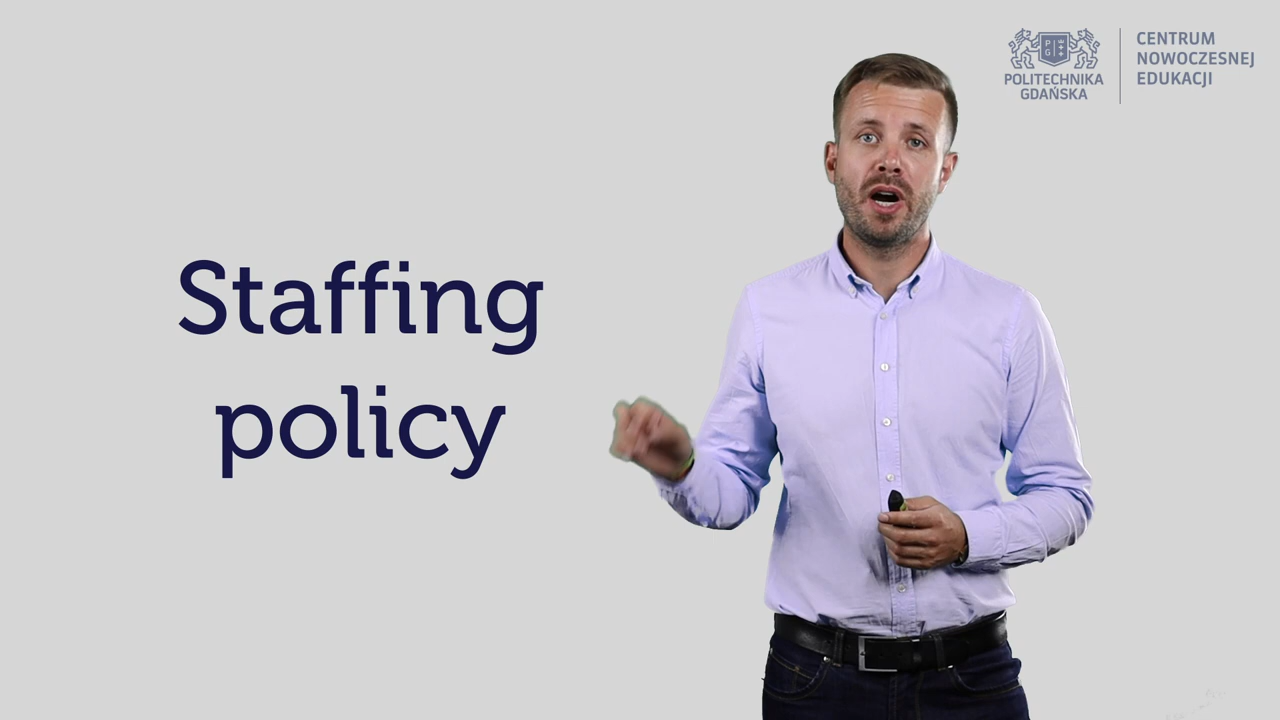 Staffing
policy
P
G
POLITECHNIKA
GDAŃSKA
CENTRUM
NOWOCZESNEJ
EDUKACJI